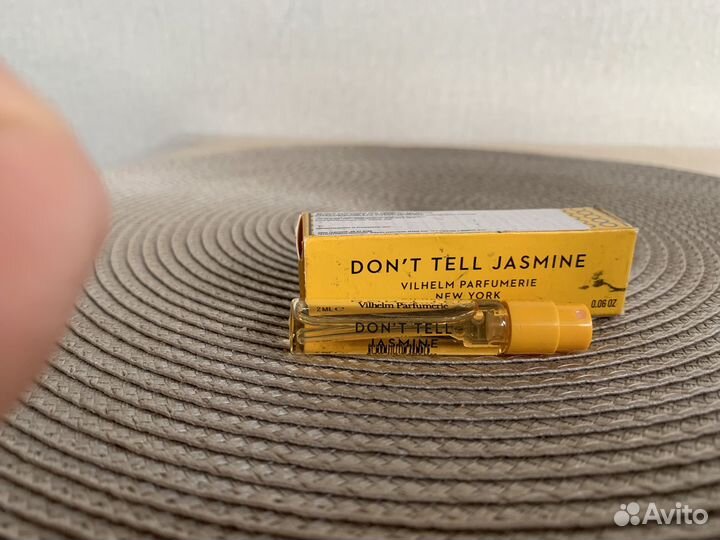 DON'T TELL JASMINE
VILHELM PARFUMERIE
NEW YORK
0.06 OZ
2 ML e
Vilhelm Parfumerie
DON'T TELL
JASMINE
Avito